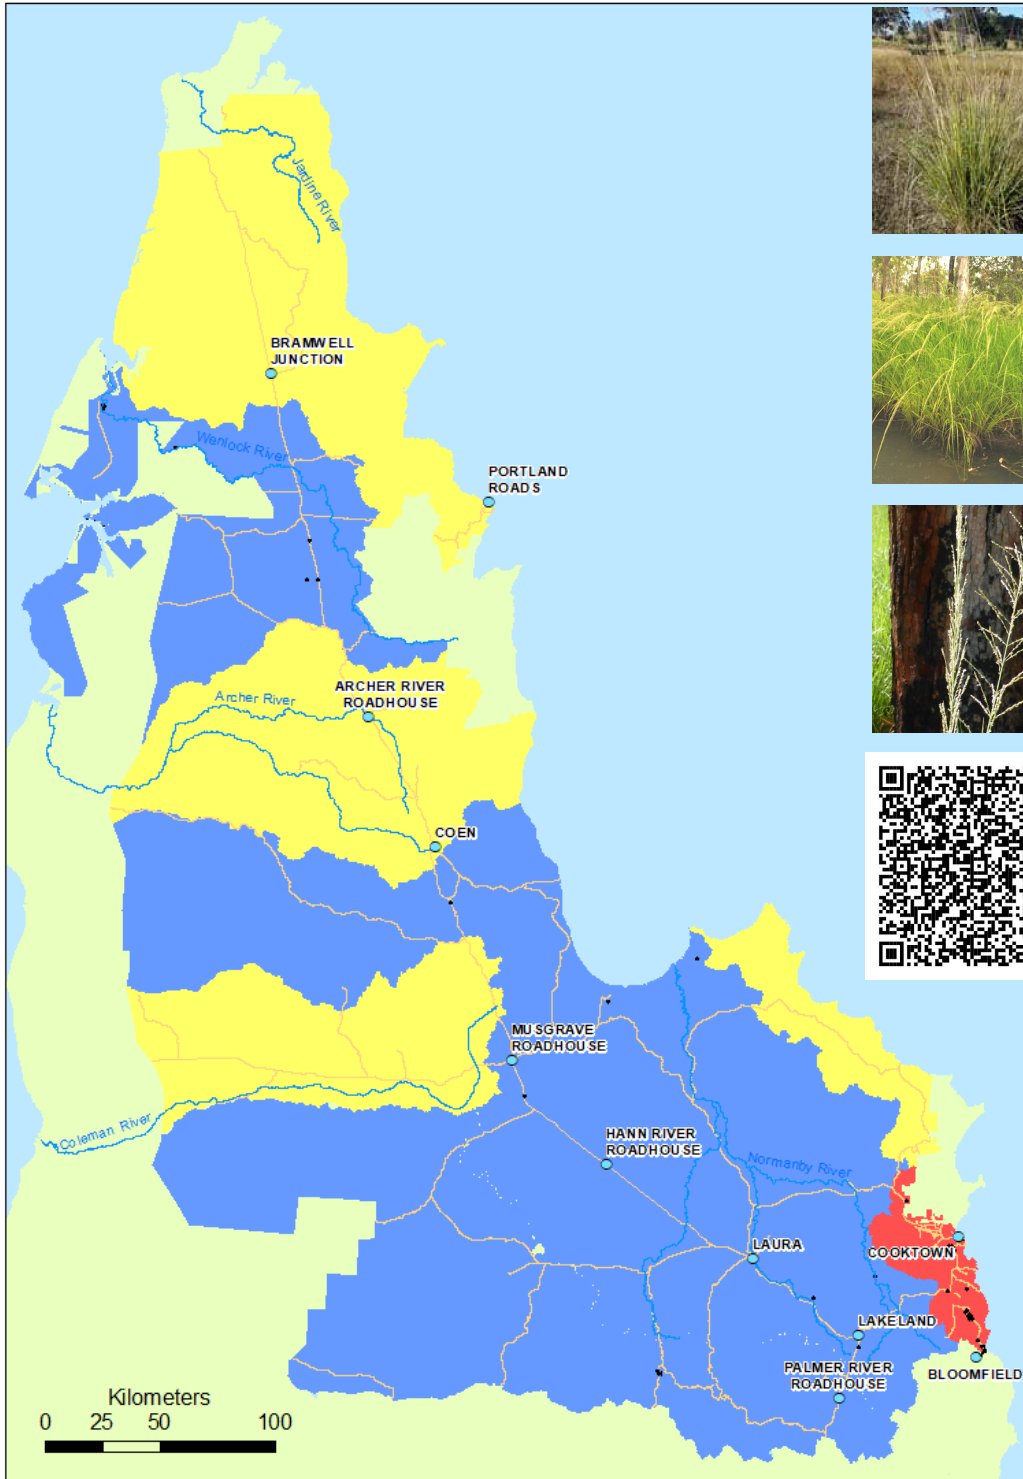 Jardine River
BRAMWELL
JUNCTION
Wenlock River
PORTLAND
ROADS
Archer River
ARCHER RIVER
ROADHOUSE
COEN
MUSGRAVE
ROADHOUSE
Coleman River
HANN RIVER
ROADHOUSE
Normanby River
LAURA
COOKTOWN
LAKELAND
PALMER RIVER
ROADHOUSE
BLOOMFIELD
Kilometers
0 25 50 100